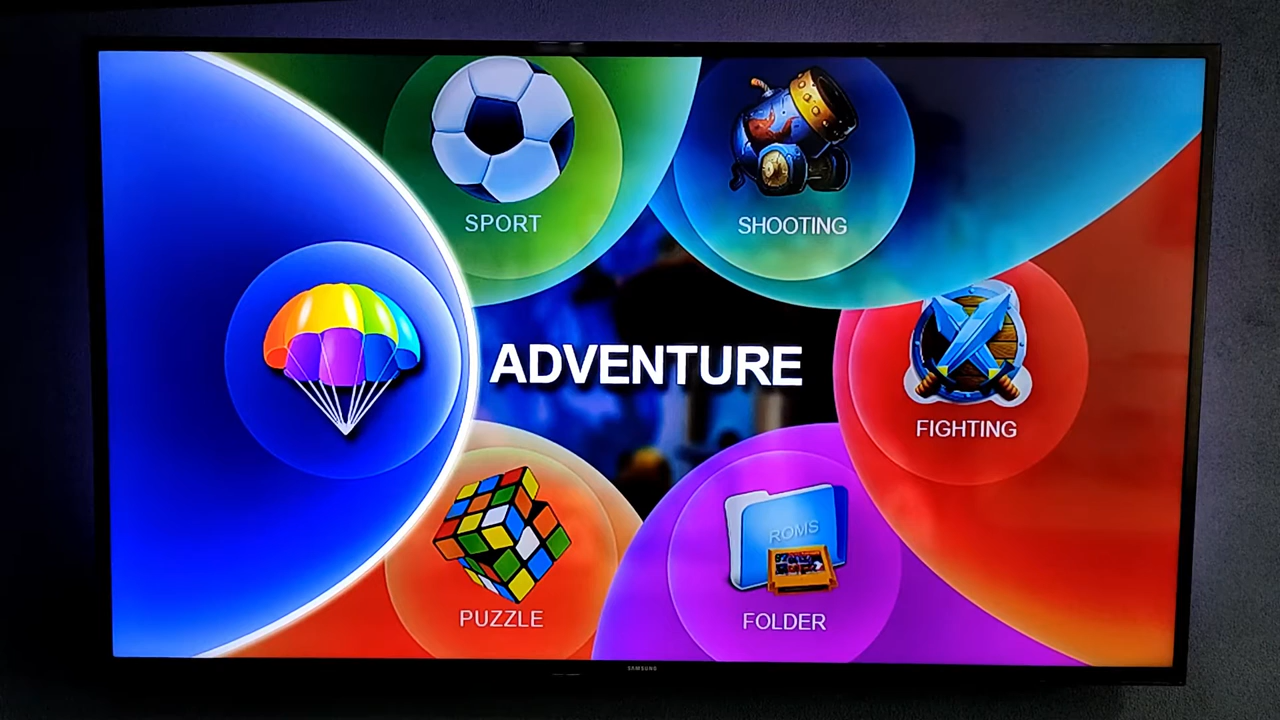 SPORT
SHOOTING
ADVENTURE
FIGHTING
ROMS
PUZZLE
FOLDER
SAMSUNG